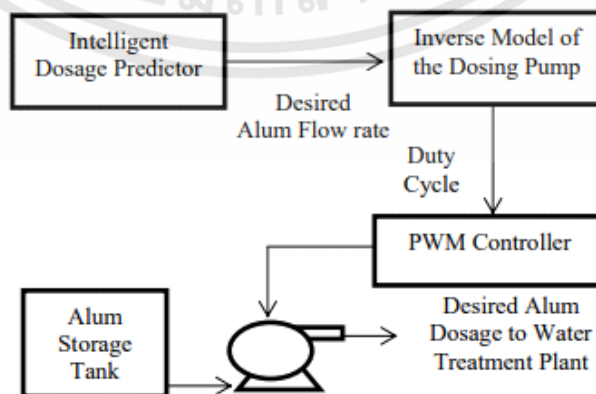 Intelligent
Dosage Predictor
Inverse Model of
the Dosing Pump
Desired
Alum Flow rate
Duty
Cycle
PWM Controller
Alum
Storage
Tank
Desired Alum
Dosage to Water
Treatment Plant